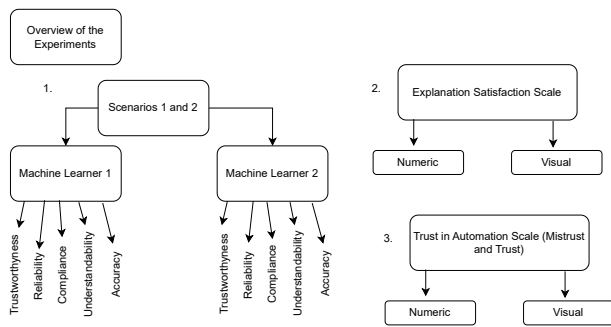 Overview of the
Experiments
1.
Scenarios 1 and 2
Machine Learner 1
Machine Learner 2
Trustworthyness
Reliability
Compliance
Understandability
Accuracy
Trustworthyness
Reliability
Compliance
Understandability
Accuracy
2.
Explanation Satisfaction Scale
Numeric
Visual
3.
Trust in Automation Scale (Mistrust
and Trust)
Numeric
Visual